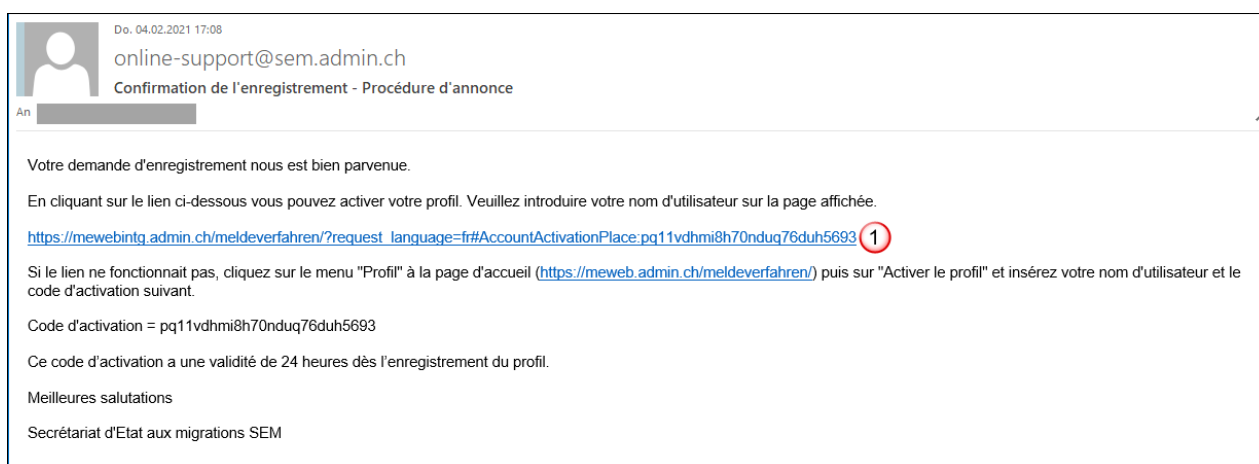 Do. 04.02.2021 17:08
online-support@sem.admin.ch
Confirmation de l'enregistrement - Procédure d'annonce
An
Votre demande d'enregistrement nous est bien parvenue.
En cliquant sur le lien ci-dessous vous pouvez activer votre profil. Veuillez introduire votre nom d'utilisateur sur la page affichée.
https://mewebintg.admin.ch/meldeverfahren/?request_language=fr#AccountActivationPlace:pq11vdhmi8h70nduq76duh5693 1
Si le lien ne fonctionnait pas, cliquez sur le menu "Profil" à la page d'accueil (https://meweb.admin.ch/meldeverfahren/) puis sur "Activer le profil" et insérez votre nom d'utilisateur et le
code d'activation suivant.
Code d'activation = pq11vdhmi8h70nduq76duh5693
Ce code d’activation a une validité de 24 heures dès l’enregistrement du profil.
Meilleures salutations
Secrétariat d'Etat aux migrations SEM